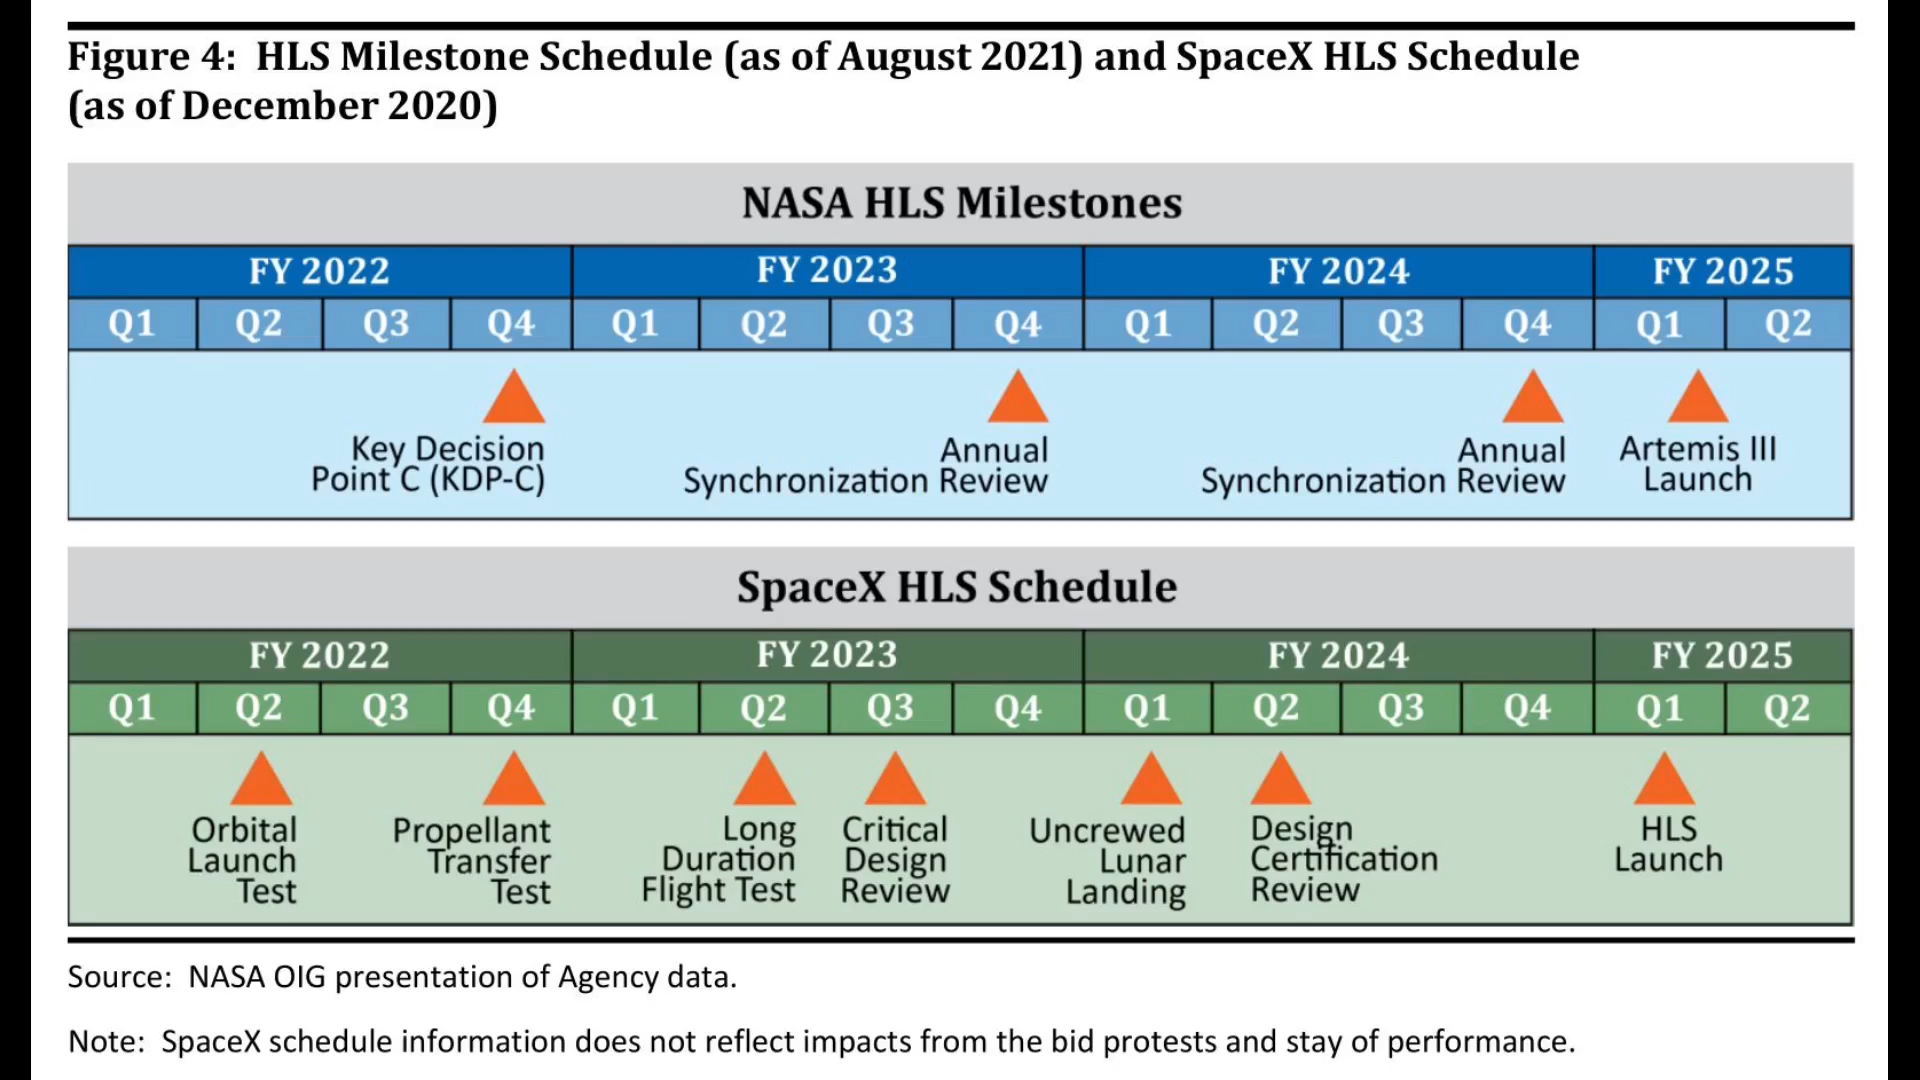 Figure 4:  HLS Milestone Schedule (as of August 2021) and SpaceX HLS Schedule
(as of December 2020)
NASA HLS Milestones
FY 2022 FY 2023 FY 2024 FY 2025
Q1 Q2 Q3 Q4 Q1 Q2 Q3 Q4 Q1 Q2 Q3 Q4 Q1 Q2
Key Decision
Point C (KDP-C)
Annual
Synchronization Review
Annual
Synchronization Review
Artemis III
Launch
SpaceX HLS Schedule
FY 2022 FY 2023 FY 2024 FY 2025
Q1 Q2 Q3 Q4 Q1 Q2 Q3 Q4 Q1 Q2 Q3 Q4 Q1 Q2
Orbital
Launch
Test
Propellant
Transfer
Test
Long
Duration
Flight Test
Critical
Design
Review
Uncrewed
Lunar
Landing
Design
Certification
Review
HLS
Launch
Source:  NASA OIG presentation of Agency data.
Note:  SpaceX schedule information does not reflect impacts from the bid protests and stay of performance.